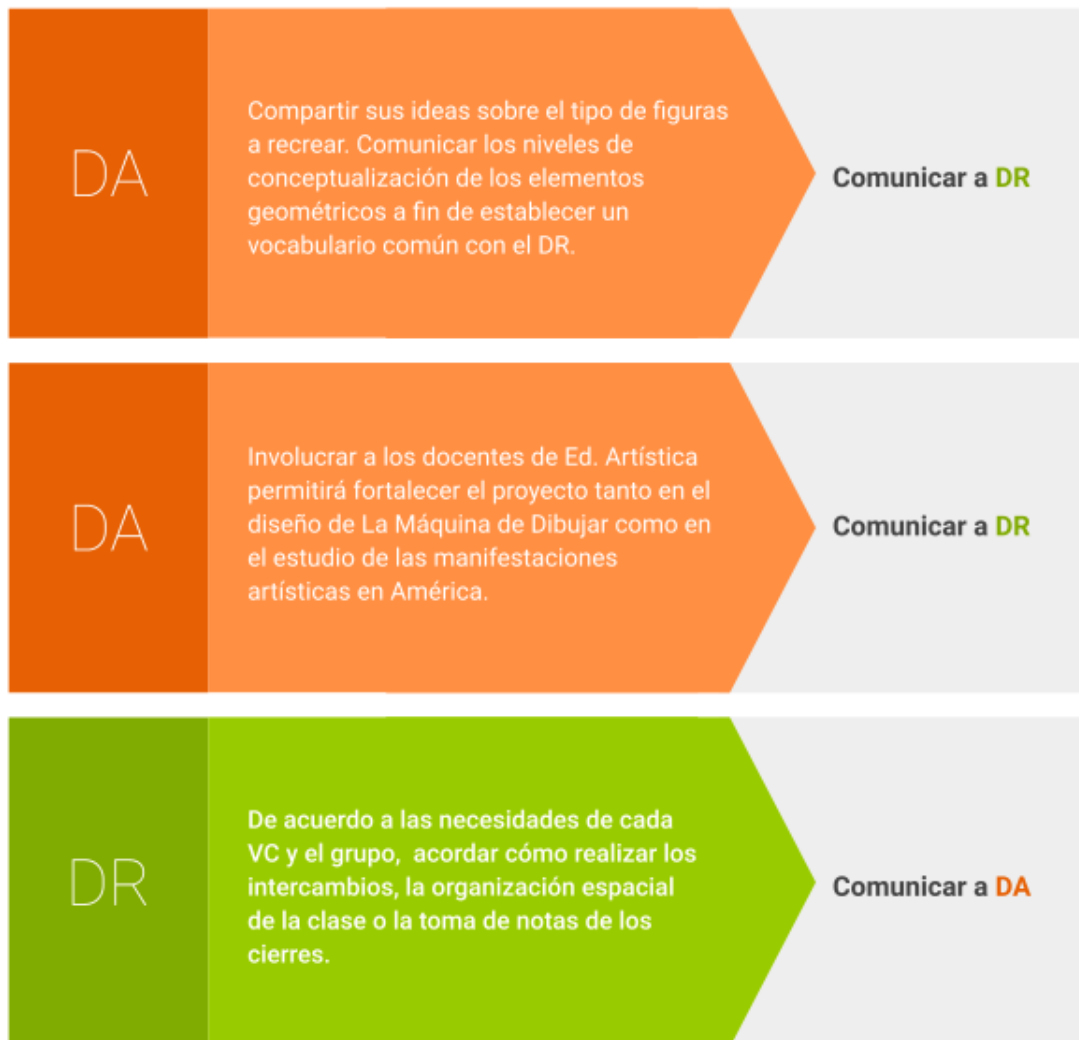 DA
Compartir sus ideas sobre el tipo de figuras
a recrear. Comunicar los niveles de
conceptualización de los elementos
geométricos a fin de establecer un
vocabulario común con el DR.
Comunicar a DR
DA
Involucrar a los docentes de Ed. Artística
permitirá fortalecer el proyecto tanto en el
diseño de La Máquina de Dibujar como en
el estudio de las manifestaciones
artísticas en América.
Comunicar a DR
DR
De acuerdo a las necesidades de cada
VC y el grupo, acordar cómo realizar los
intercambios, la organización espacial
de la clase o la toma de notas de los
cierres.
Comunicar a DA